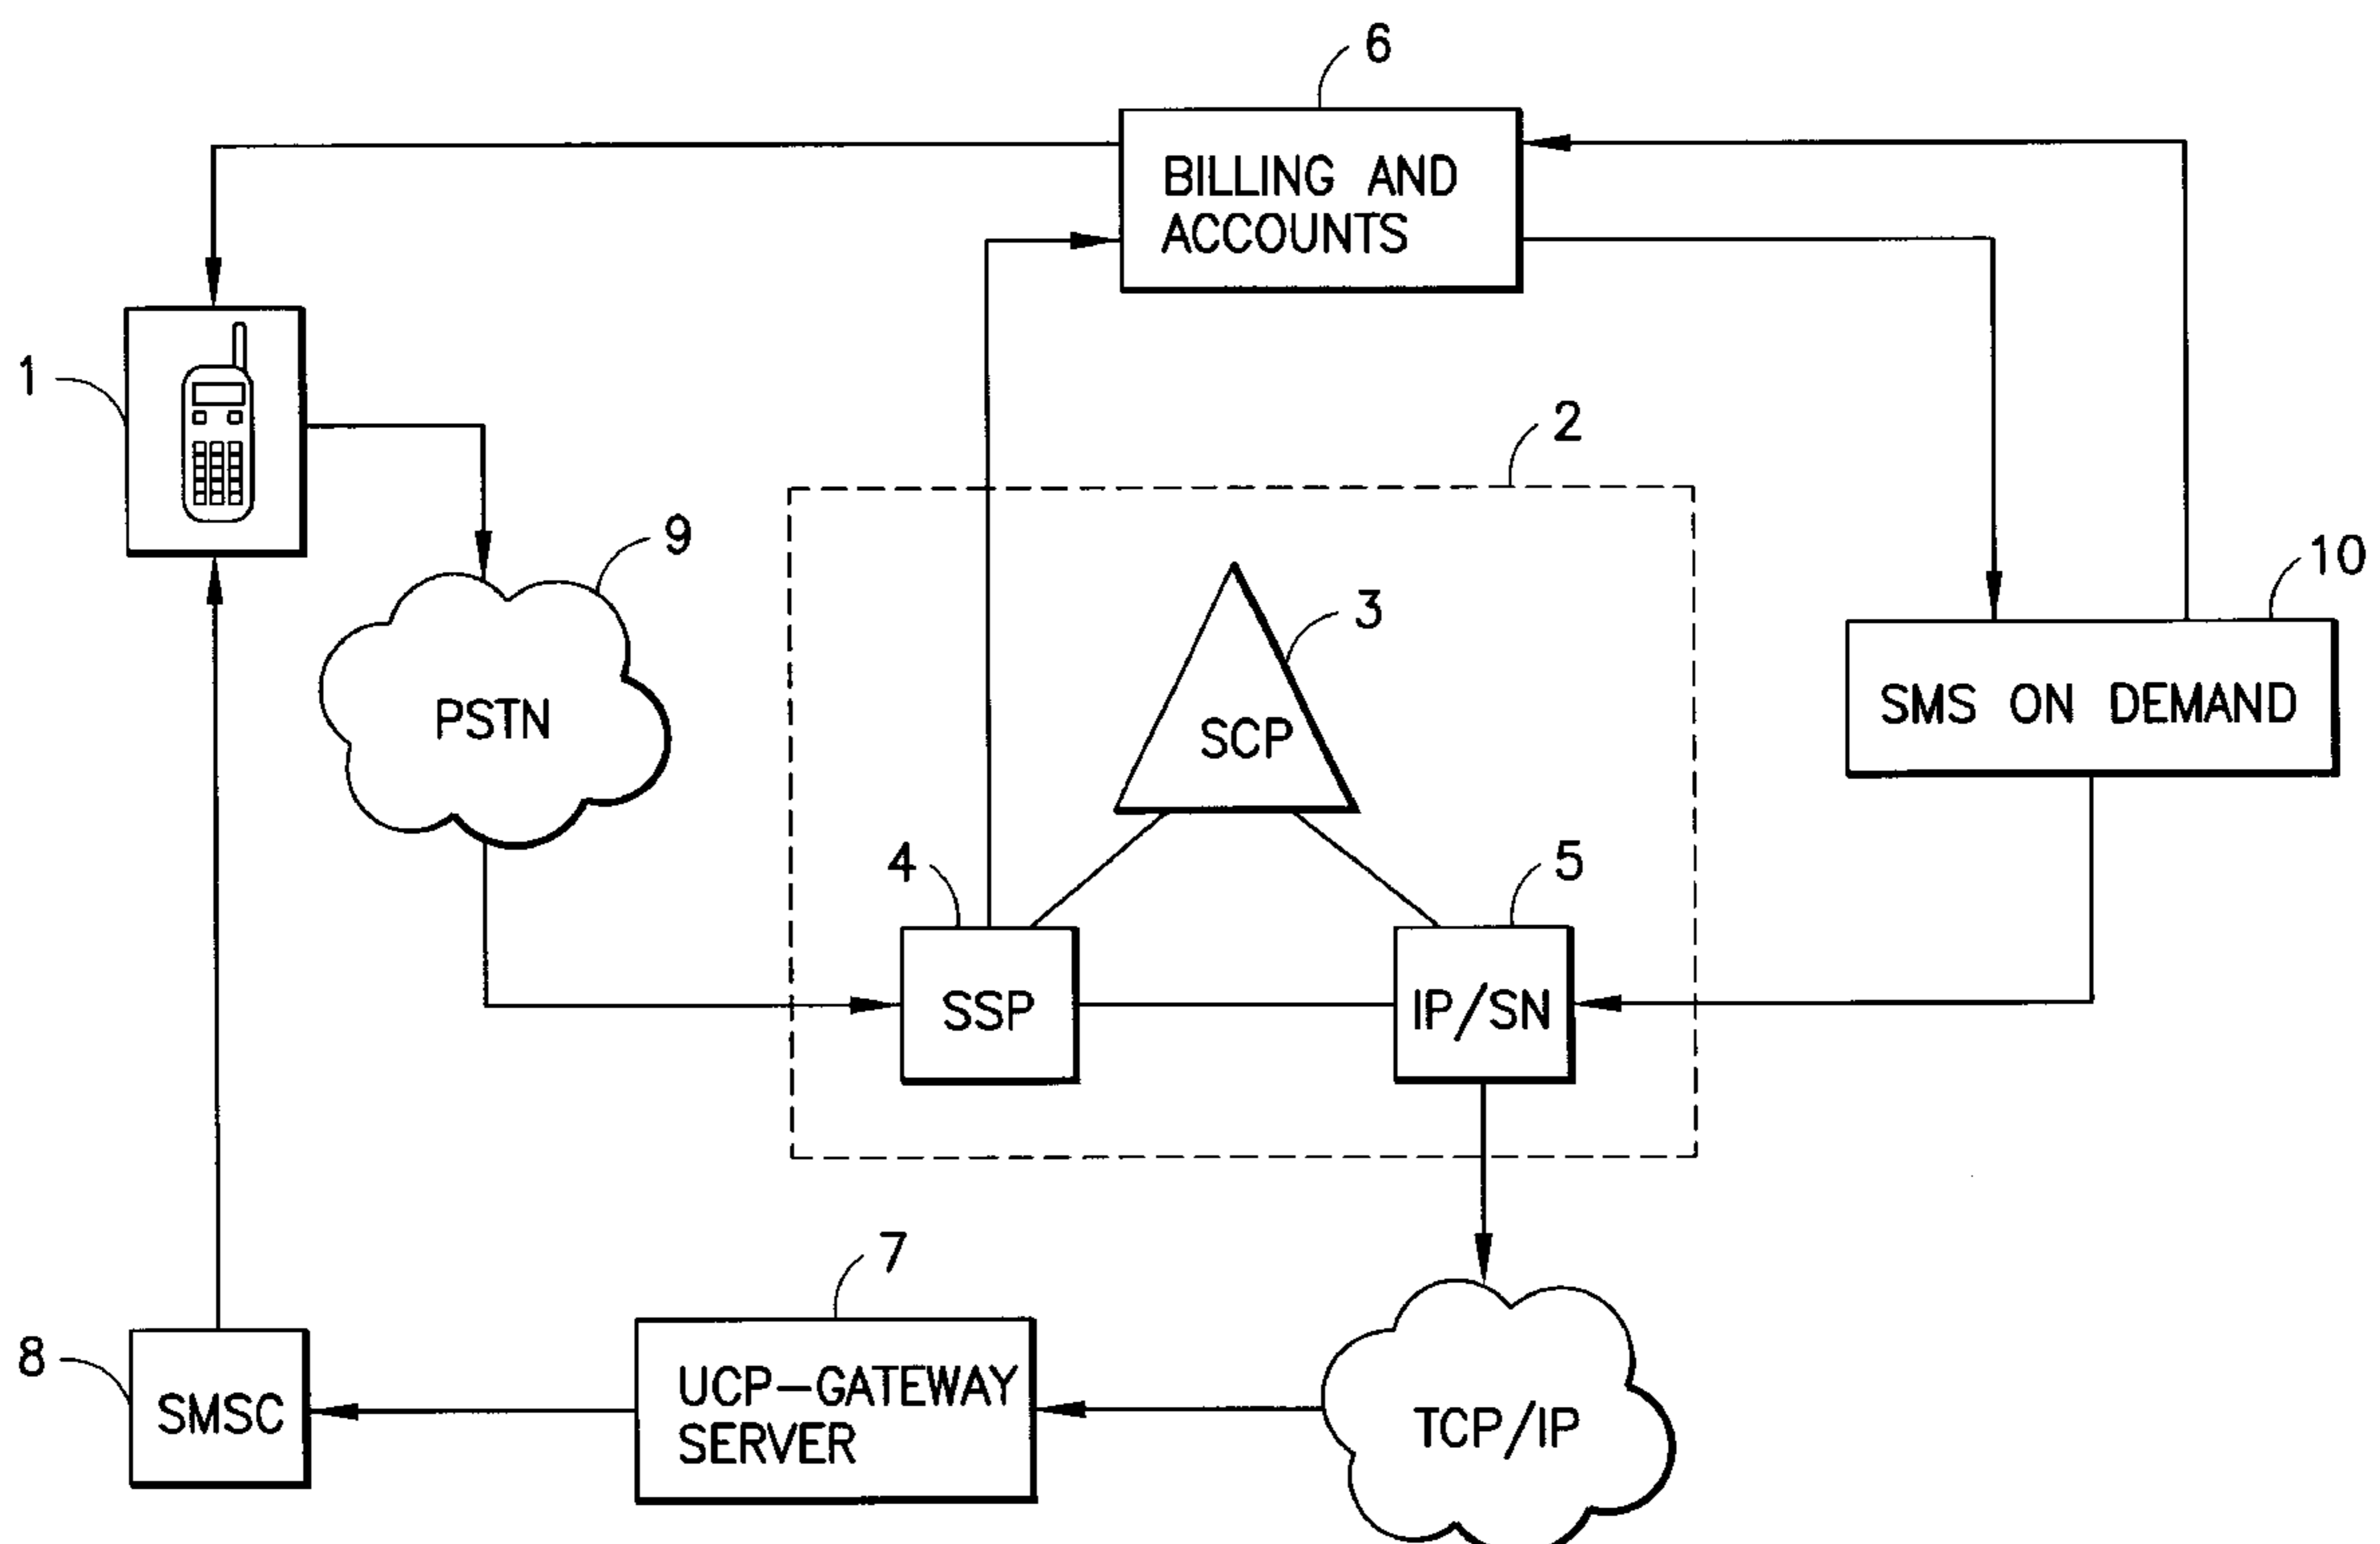 6
BILLING AND
ACCOUNTS
1
2
9
10
3
PSTN
SCP
SMS ON DEMAND
4
5
SSP
IP/SN
7
8
SMSC
UCP-GATEWAY
SERVER
TCP/IP